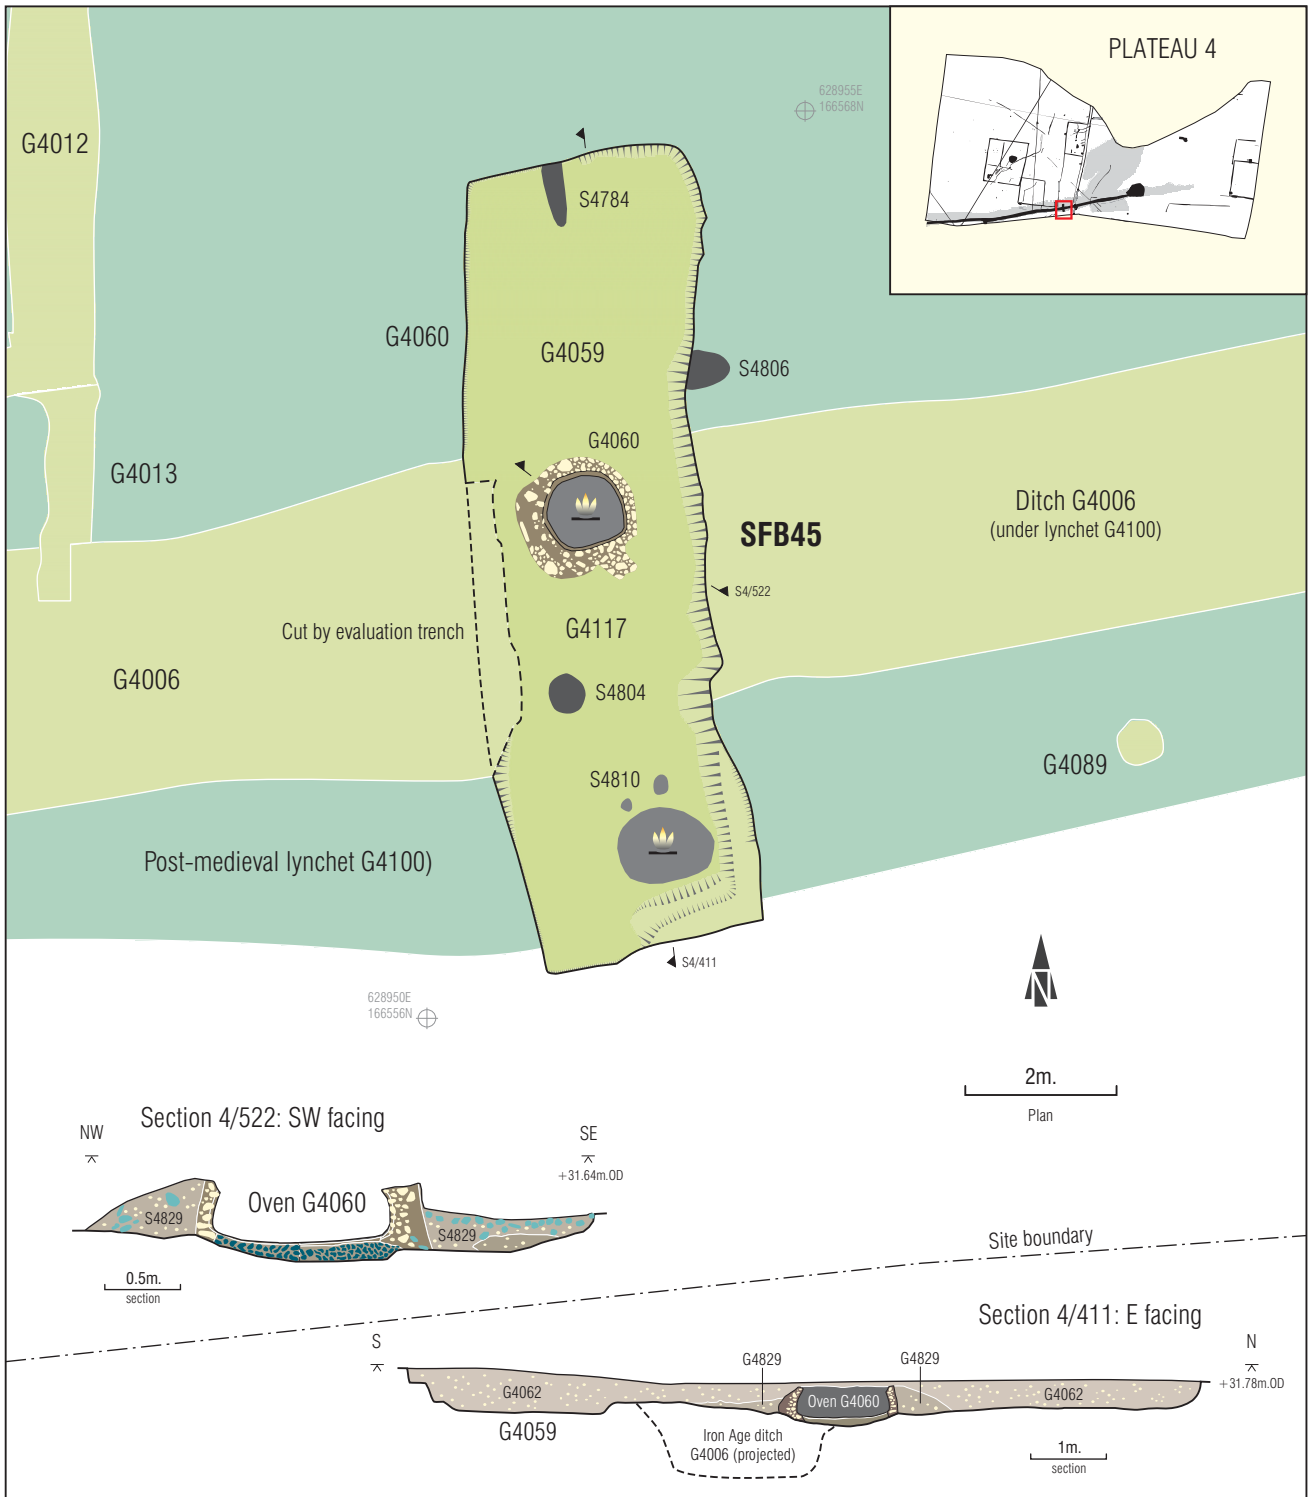 PLATEAU 4
628955E
166568N
G4012
S4784
G4060
G4059
S4806
G4060
G4013
Ditch G4006
(under lynchet G4100)
SFB45
S4/522
Cut by evaluation trench
G4117
G4006
S4804
G4089
S4810
Post-medieval lynchet G4100)
S4/411
N
628950E
166556N
2m.
Plan
Section 4/522: SW facing
NW
SE
+31.64m.OD
Oven G4060
S4829
S4829
0.5m.
section
Site boundary
Section 4/411: E facing
S
N
G4829
G4829
+31.78m.OD
G4062
Oven G4060
G4062
G4059
Iron Age ditch
G4006 (projected)
1m.
section